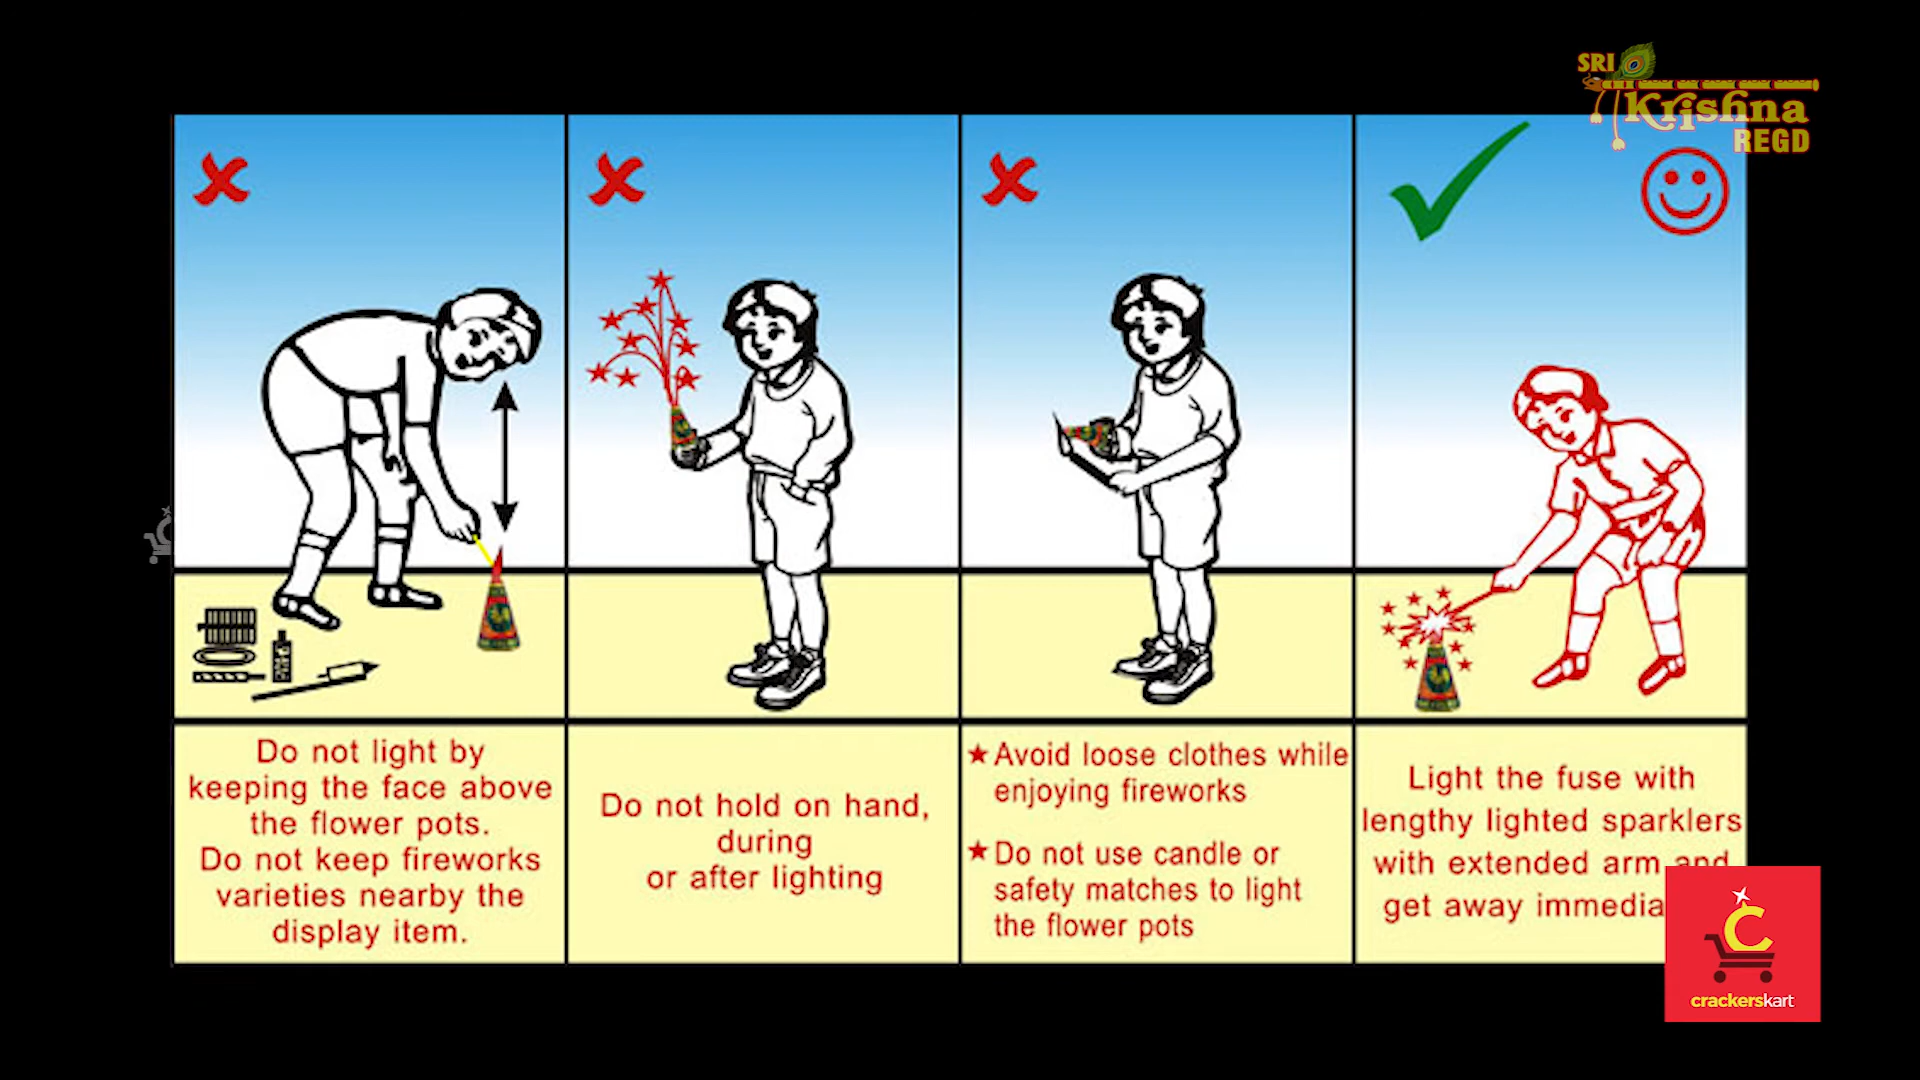 SRI
Krishna
REGD
Do not light by
keeping the face above
the flower pots.
Do not keep fireworks
varieties nearby the
display item.
Do not hold on hand,
during
or after lighting
★ Avoid loose clothes while
enjoying fireworks
★ Do not use candle or
safety matches to light
the flower pots
Light the fuse with
lengthy lighted sparklers
with extended arm and
get away
crackerskart